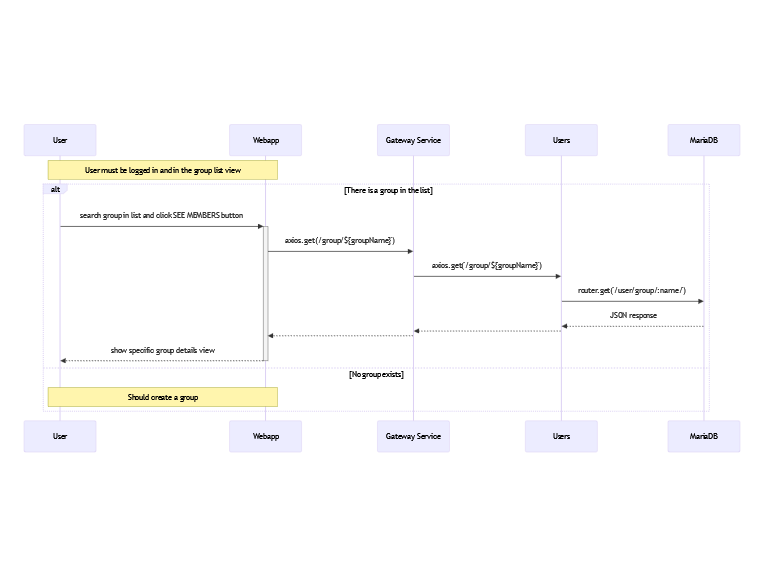 User
Webapp
Gateway Service
Users
MariaDB
User must be logged in and in the group list view
alt
[There is a group in the list]
search group in list and click SEE MEMBERS button
axios.get(`/group/${groupName}`)
axios.get(`/group/${groupName}`)
router.get('/user/group/:name/')
JSON response
show specific group details view
[No group exists]
Should create a group
User
Webapp
Gateway Service
Users
MariaDB